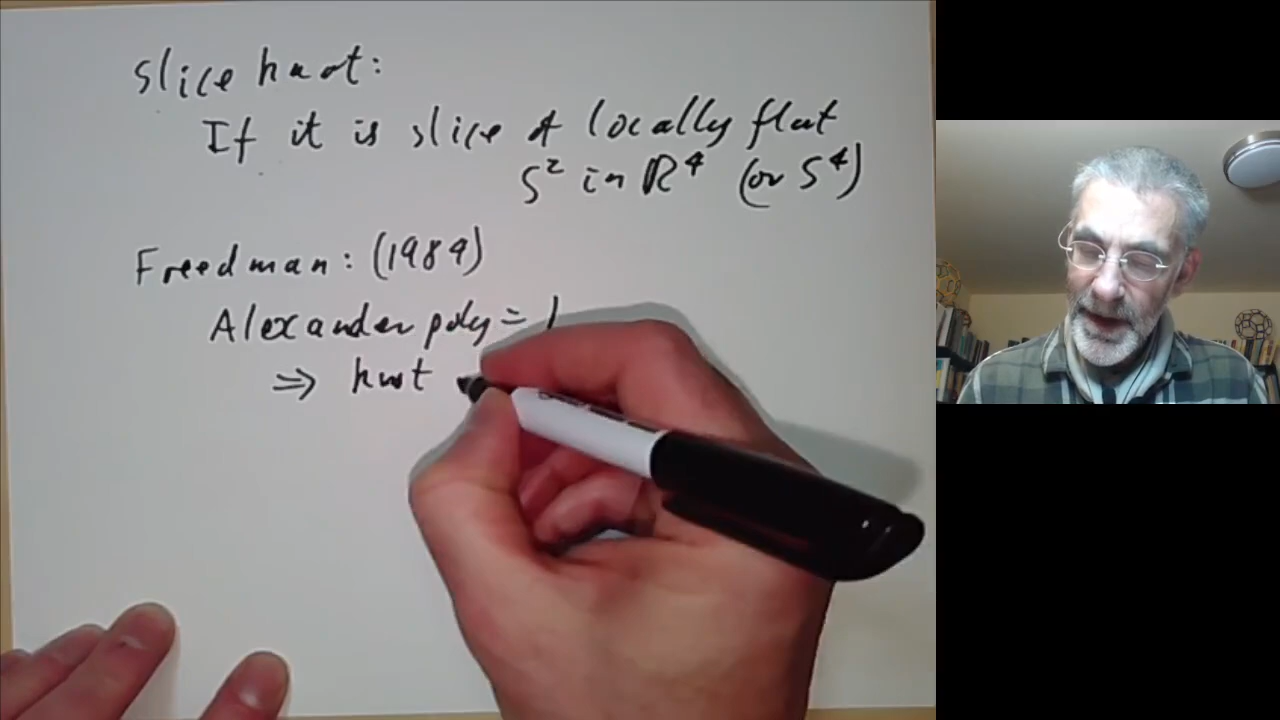 slice knot:
If it is slice of locally flat
S² in ℝ⁴ (or S⁴)
Freedman: (1984)
Alexander poly = 1
⇒ knot